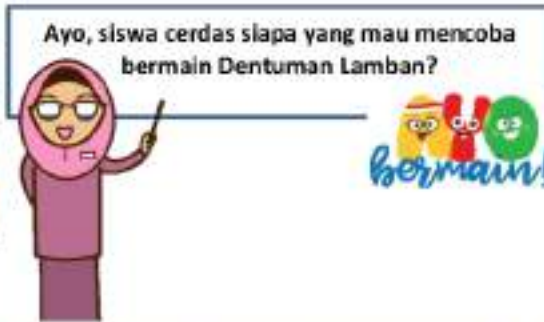 Ayo, siswa cerdas siapa yang mau mencoba
bermain Dentuman Lamban?
AYO
bermain!